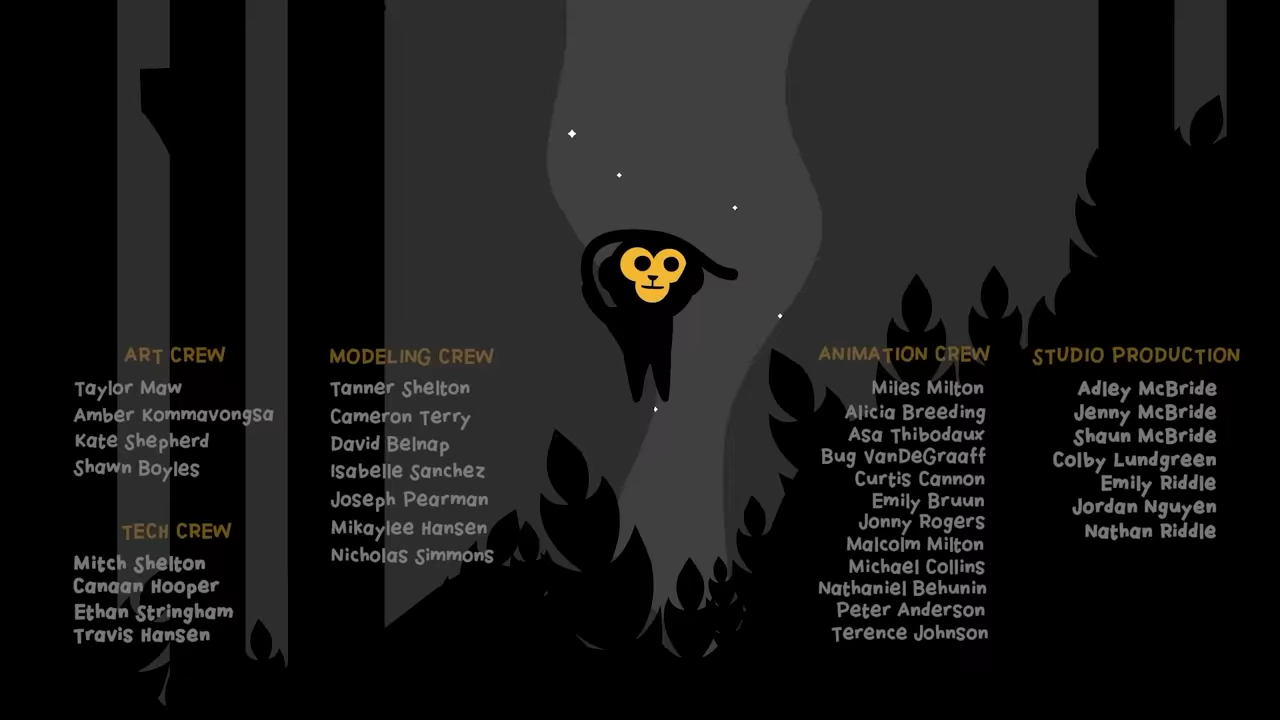 ART CREW
Taylor Maw
Amber Kommavongsa
Kate Shepherd
Shawn Boyles
TECH CREW
Mitch Shelton
Canaan Hooper
Ethan Stringham
Travis Hansen
MODELING CREW
Tanner Shelton
Cameron Terry
David Belnap
Isabelle Sanchez
Joseph Pearman
Mikaylee Hansen
Nicholas Simmons
ANIMATION CREW
Miles Milton
Alicia Breeding
Asa Thibodaux
Bug VanDeGraaff
Curtis Cannon
Emily Bruun
Jonny Rogers
Malcolm Milton
Michael Collins
Nathaniel Behunin
Peter Anderson
Terence Johnson
STUDIO PRODUCTION
Adley McBride
Jenny McBride
Shaun McBride
Colby Lundgreen
Emily Riddle
Jordan Nguyen
Nathan Riddle